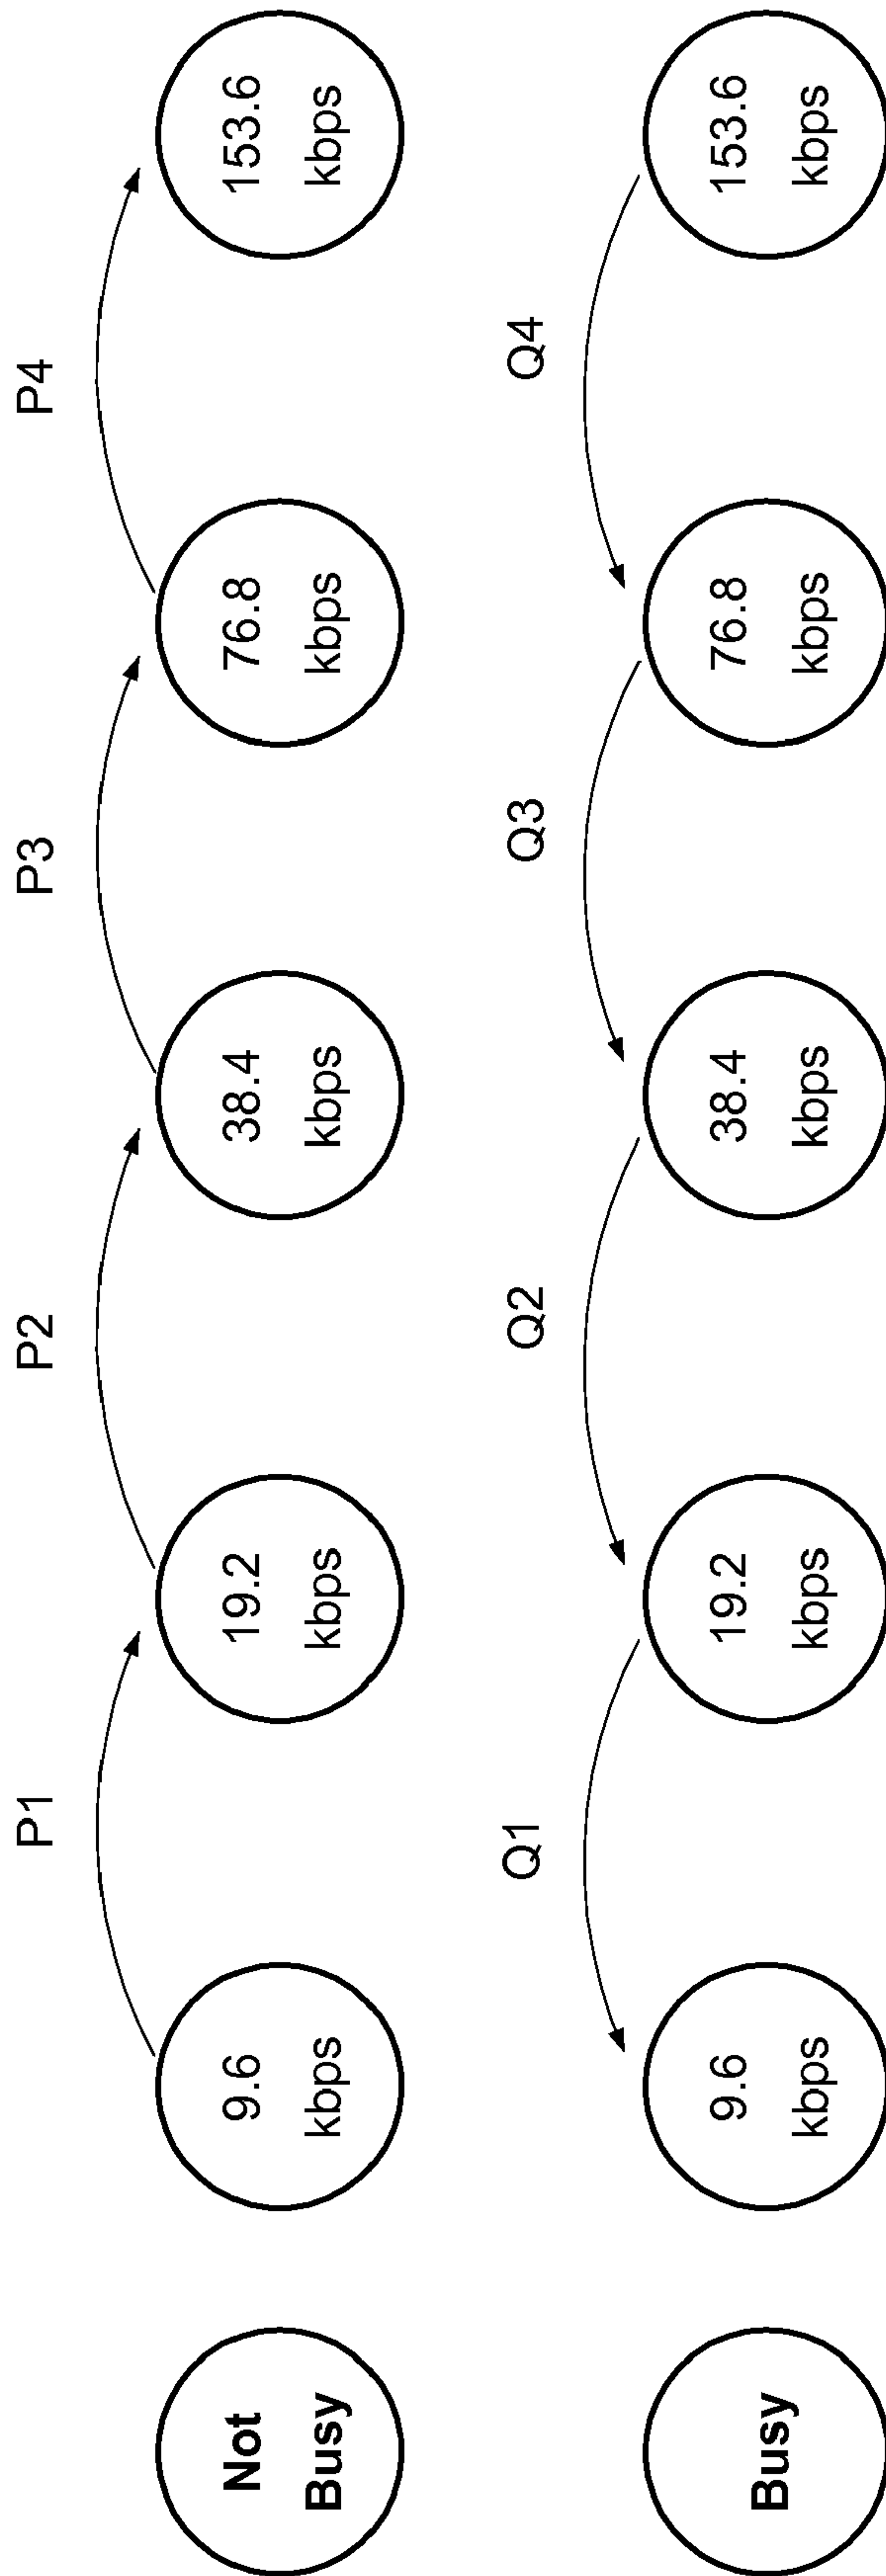 P1
P2
P3
P4
Not
Busy
9.6
kbps
19.2
kbps
38.4
kbps
76.8
kbps
153.6
kbps
Q1
Q2
Q3
Q4
Busy
9.6
kbps
19.2
kbps
38.4
kbps
76.8
kbps
153.6
kbps